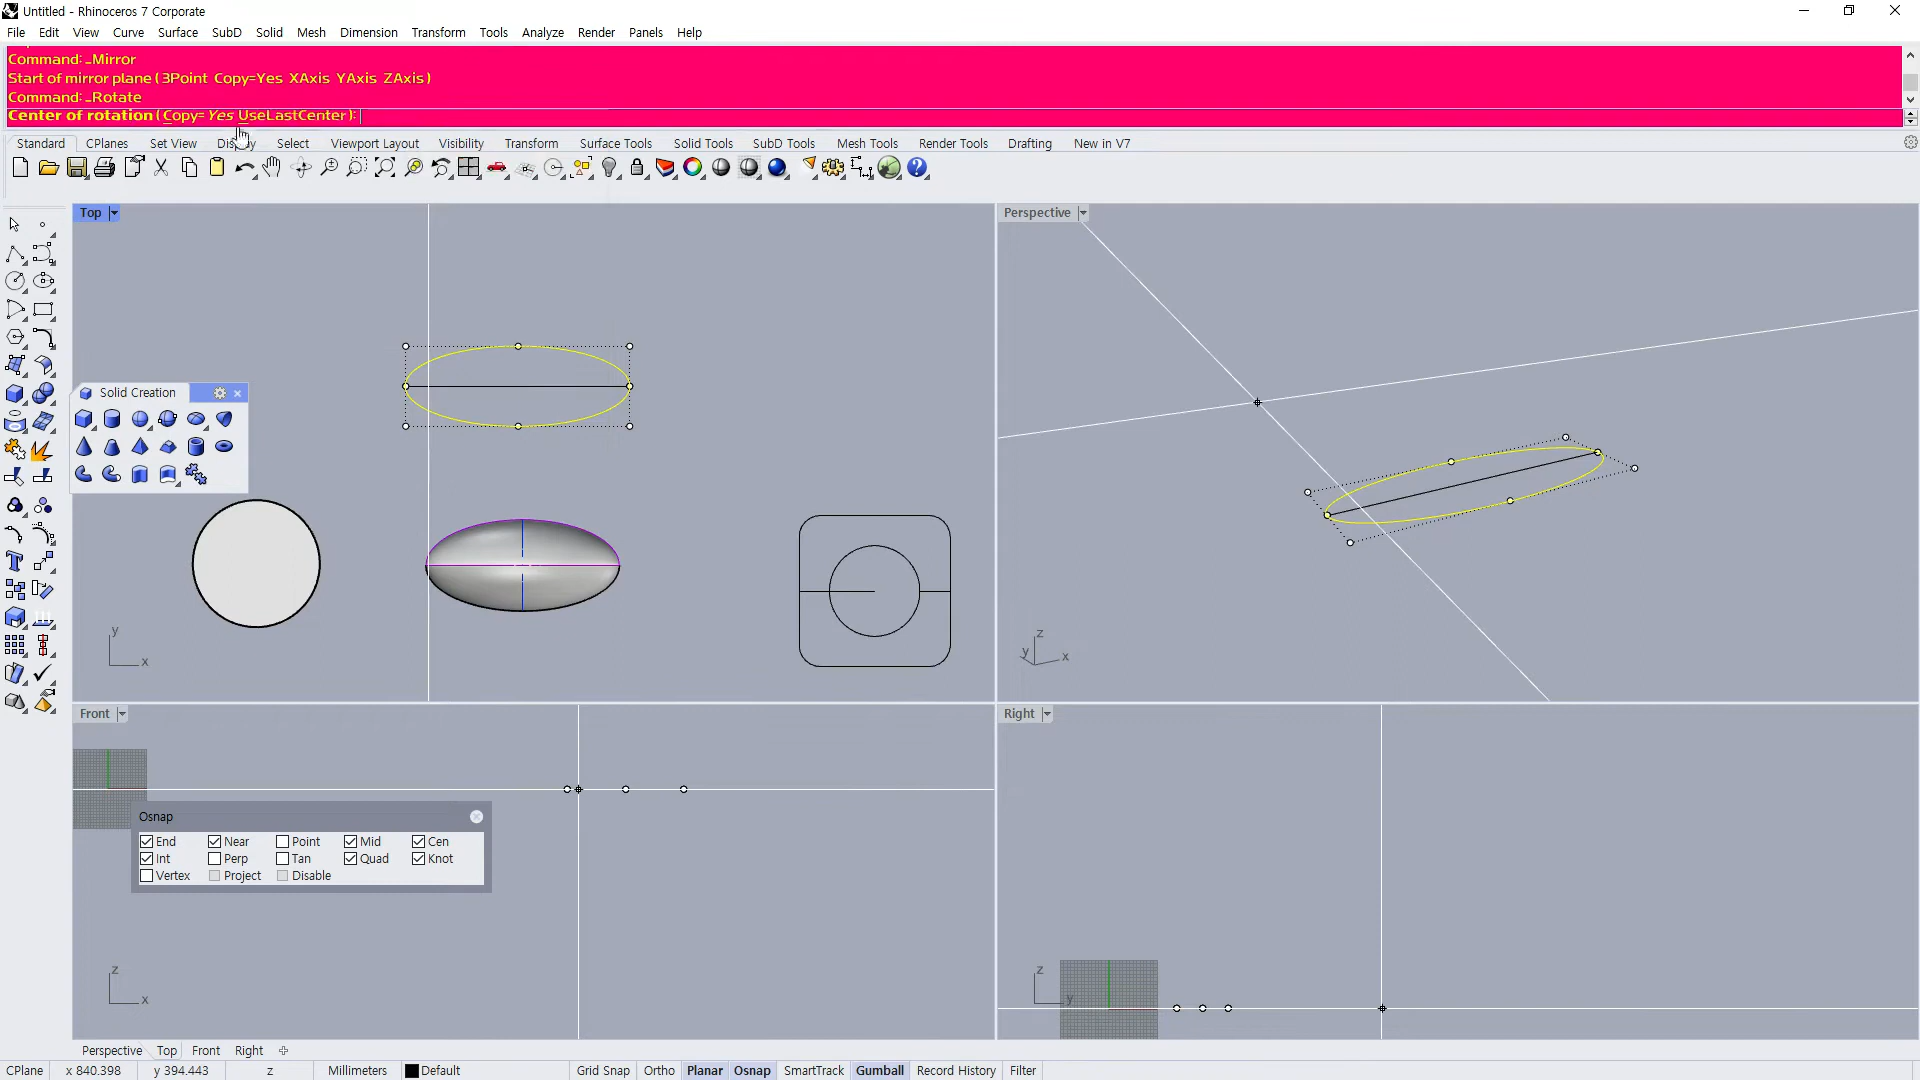 Untitled - Rhinoceros 7 Corporate
File Edit View Curve Surface SubD Solid Mesh Dimension Transform Tools Analyze Render Panels Help
Command: _Mirror
Start of mirror plane ( 3Point Copy=Yes XAxis YAxis ZAxis )
Command: _Rotate
Center of rotation ( Copy= Yes UseLastCenter ):
Standard CPlanes Set View Display Select Viewport Layout Visibility Transform Surface Tools Solid Tools SubD Tools Mesh Tools Render Tools Drafting New in V7
Top
Perspective
Solid Creation
y
x
z
y
x
Front
Right
Osnap
End Near Point Mid Cen
Int Perp Tan Quad Knot
Vertex Project Disable
z
x
z
y
Perspective Top Front Right
CPlane x 840.398 y 394.443 z Millimeters Default Grid Snap Ortho Planar Osnap SmartTrack Gumball Record History Filter